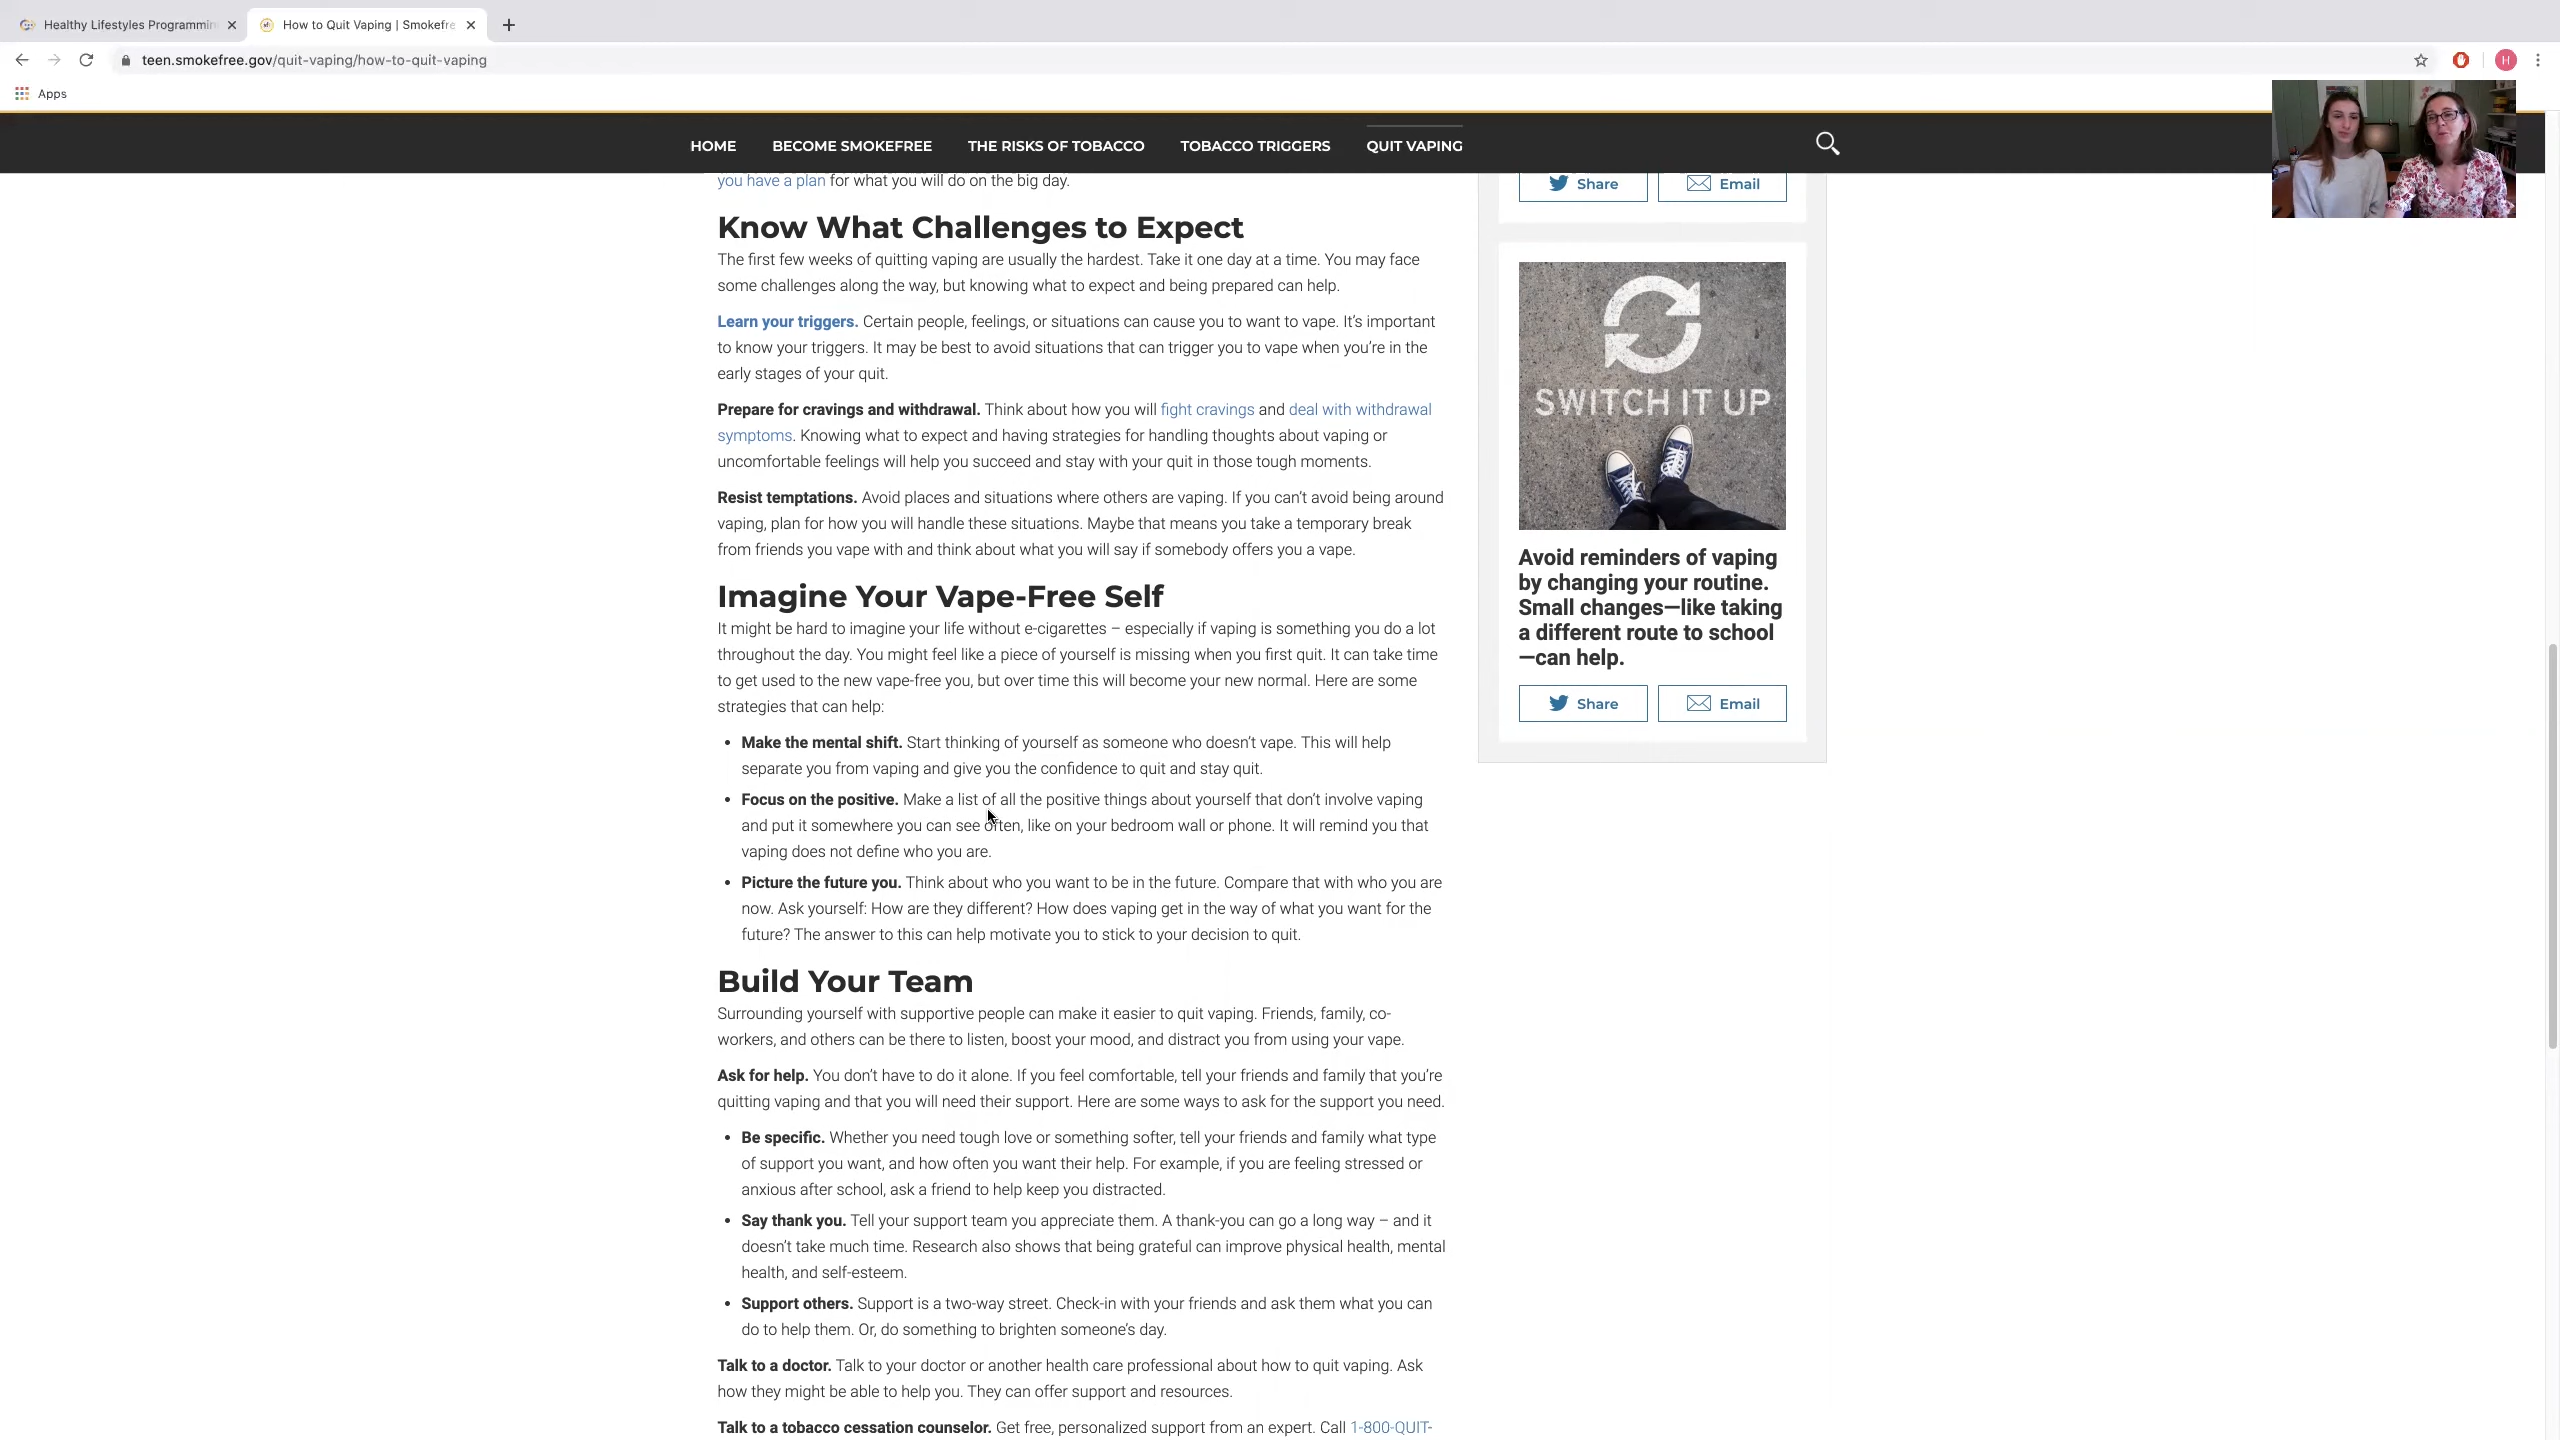 Healthy Lifestyles Programmin
How to Quit Vaping | Smokefre
teen.smokefree.gov/quit-vaping/how-to-quit-vaping
H
Apps
HOME
BECOME SMOKEFREE
THE RISKS OF TOBACCO
TOBACCO TRIGGERS
QUIT VAPING
you have a plan for what you will do on the big day.
Know What Challenges to Expect
The first few weeks of quitting vaping are usually the hardest. Take it one day at a time. You may face
some challenges along the way, but knowing what to expect and being prepared can help.
Learn your triggers. Certain people, feelings, or situations can cause you to want to vape. It's important
to know your triggers. It may be best to avoid situations that can trigger you to vape when you're in the
early stages of your quit.
Prepare for cravings and withdrawal. Think about how you will fight cravings and deal with withdrawal
symptoms. Knowing what to expect and having strategies for handling thoughts about vaping or
uncomfortable feelings will help you succeed and stay with your quit in those tough moments.
Resist temptations. Avoid places and situations where others are vaping. If you can't avoid being around
vaping, plan for how you will handle these situations. Maybe that means you take a temporary break
from friends you vape with and think about what you will say if somebody offers you a vape.
Imagine Your Vape-Free Self
It might be hard to imagine your life without e-cigarettes – especially if vaping is something you do a lot
throughout the day. You might feel like a piece of yourself is missing when you first quit. It can take time
to get used to the new vape-free you, but over time this will become your new normal. Here are some
strategies that can help:
• Make the mental shift. Start thinking of yourself as someone who doesn't vape. This will help
separate you from vaping and give you the confidence to quit and stay quit.
• Focus on the positive. Make a list of all the positive things about yourself that don't involve vaping
and put it somewhere you can see often, like on your bedroom wall or phone. It will remind you that
vaping does not define who you are.
• Picture the future you. Think about who you want to be in the future. Compare that with who you are
now. Ask yourself: How are they different? How does vaping get in the way of what you want for the
future? The answer to this can help motivate you to stick to your decision to quit.
Build Your Team
Surrounding yourself with supportive people can make it easier to quit vaping. Friends, family, co-
workers, and others can be there to listen, boost your mood, and distract you from using your vape.
Ask for help. You don't have to do it alone. If you feel comfortable, tell your friends and family that you're
quitting vaping and that you will need their support. Here are some ways to ask for the support you need.
• Be specific. Whether you need tough love or something softer, tell your friends and family what type
of support you want, and how often you want their help. For example, if you are feeling stressed or
anxious after school, ask a friend to help keep you distracted.
• Say thank you. Tell your support team you appreciate them. A thank-you can go a long way – and it
doesn't take much time. Research also shows that being grateful can improve physical health, mental
health, and self-esteem.
• Support others. Support is a two-way street. Check-in with your friends and ask them what you can
do to help them. Or, do something to brighten someone's day.
Talk to a doctor. Talk to your doctor or another health care professional about how to quit vaping. Ask
how they might be able to help you. They can offer support and resources.
Talk to a tobacco cessation counselor. Get free, personalized support from an expert. Call 1-800-QUIT-
Share
Email
SWITCH IT UP
Avoid reminders of vaping
by changing your routine.
Small changes—like taking
a different route to school
—can help.
Share
Email